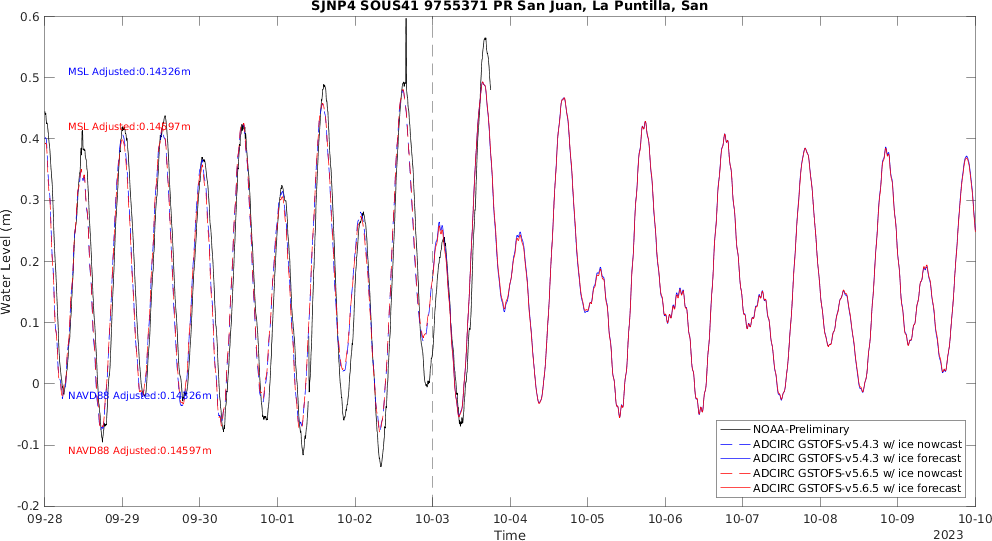 SJNP4 SOUS41 9755371 PR San Juan, La Puntilla, San
0.6
0.5
0.4
0.3
0.2
0.1
0
-0.1
-0.2
Water Level (m)
MSL Adjusted:0.14326m
MSL Adjusted:0.14597m
NAVD88 Adjusted:0.14326m
NAVD88 Adjusted:0.14597m
NOAA-Preliminary
ADCIRC GSTOFS-v5.4.3 w/ ice nowcast
ADCIRC GSTOFS-v5.4.3 w/ ice forecast
ADCIRC GSTOFS-v5.6.5 w/ ice nowcast
ADCIRC GSTOFS-v5.6.5 w/ ice forecast
09-28 09-29 09-30 10-01 10-02 10-03 10-04 10-05 10-06 10-07 10-08 10-09 10-10
Time
2023